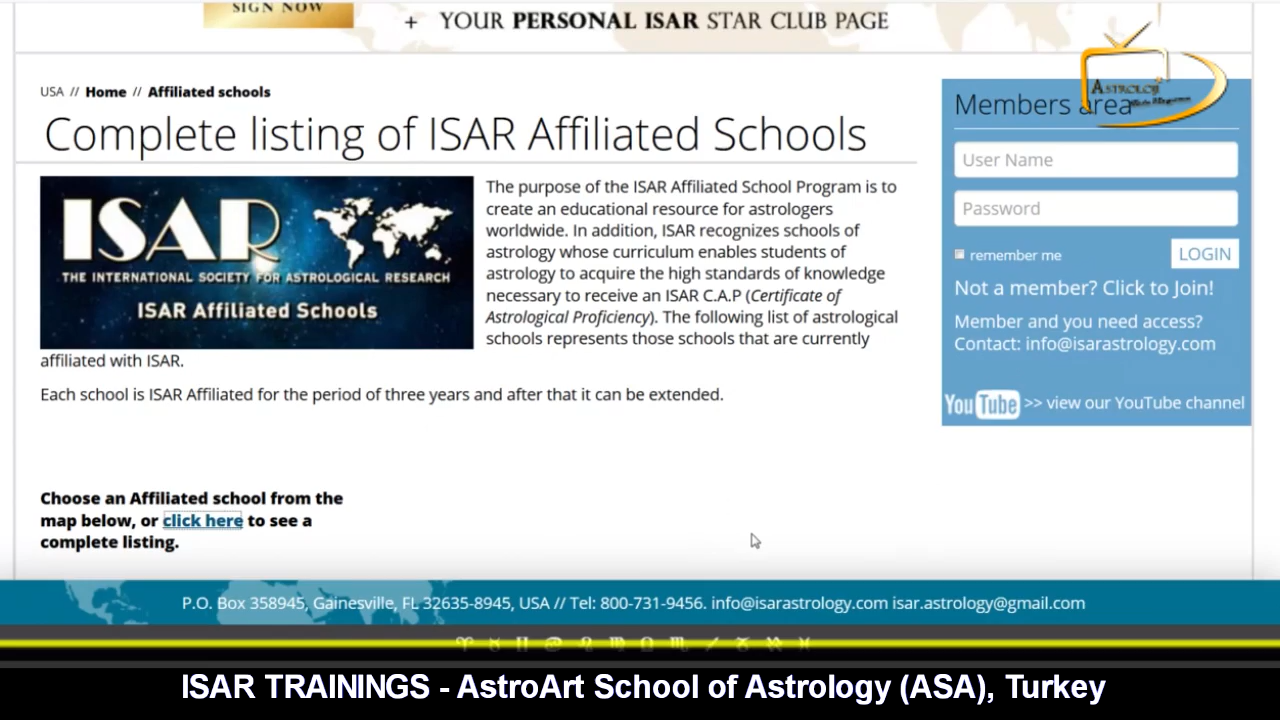 SIGN NOW
+ YOUR PERSONAL ISAR STAR CLUB PAGE
USA // Home // Affiliated schools
Complete listing of ISAR Affiliated Schools
ISAR
THE INTERNATIONAL SOCIETY FOR ASTROLOGICAL RESEARCH
ISAR Affiliated Schools
The purpose of the ISAR Affiliated School Program is to
create an educational resource for astrologers
worldwide. In addition, ISAR recognizes schools of
astrology whose curriculum enables students of
astrology to acquire the high standards of knowledge
necessary to receive an ISAR C.A.P (Certificate of
Astrological Proficiency). The following list of astrological
schools represents those schools that are currently
affiliated with ISAR.
Each school is ISAR Affiliated for the period of three years and after that it can be extended.
Choose an Affiliated school from the
map below, or click here to see a
complete listing.
Members area
User Name
Password
remember me
LOGIN
Not a member? Click to Join!
Member and you need access?
Contact: info@isarastrology.com
YouTube >> view our YouTube channel
P.O. Box 358945, Gainesville, FL 32635-8945, USA // Tel: 800-731-9456. info@isarastrology.com isar.astrology@gmail.com
♈ ♉ ♊ ♋ ♌ ♍ ♎ ♏ ♐ ♑ ♒ ♓
ISAR TRAININGS - AstroArt School of Astrology (ASA), Turkey